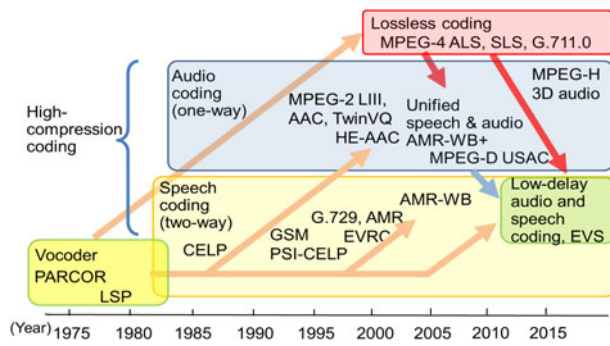 Lossless coding
MPEG-4 ALS, SLS, G.711.0
Audio
coding
(one-way)
MPEG-H
3D audio
High-
compression
coding
MPEG-2 LIII,
AAC, TwinVQ
HE-AAC
Unified
speech & audio
AMR-WB+
MPEG-D USAC
Speech
coding
(two-way)
CELP
GSM
PSI-CELP
G.729, AMR
EVRC
AMR-WB
Low-delay
audio and
speech
coding, EVS
Vocoder
PARCOR
LSP
(Year) 1975 1980 1985 1990 1995 2000 2005 2010 2015